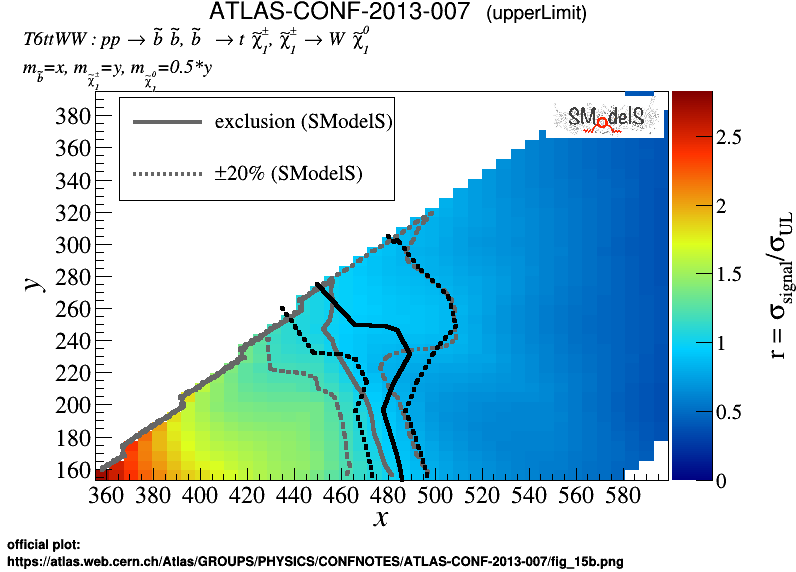 ATLAS-CONF-2013-007 (upperLimit)
T6ttWW : pp → b̃ b̃, b̃ → t χ̃₁±, χ̃₁± → W χ̃₁⁰
m_b̃=x, m_χ̃₁±=y, m_χ̃₁⁰=0.5*y
exclusion (SModelS)
±20% (SModelS)
SModelS
380
360
340
320
300
280
260
240
220
200
180
160
y
360 380 400 420 440 460 480 500 520 540 560 580
x
2.5
2
1.5
1
0.5
0
r = σsignal/σUL
official plot:
https://atlas.web.cern.ch/Atlas/GROUPS/PHYSICS/CONFNOTES/ATLAS-CONF-2013-007/fig_15b.png